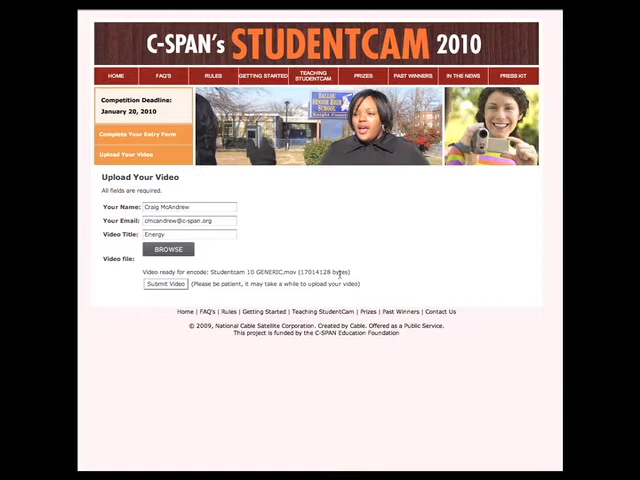 C-SPAN's STUDENTCAM 2010
HOME FAQ'S RULES GETTING STARTED TEACHING STUDENTCAM PRIZES PAST WINNERS IN THE NEWS PRESS KIT
Competition Deadline:
January 20, 2010
Complete Your Entry Form
Upload Your Video
BALLOU
SENIOR HIGH
SCHOOL
Upload Your Video
All fields are required.
Your Name: Craig McAndrew
Your Email: cmcandrew@c-span.org
Video Title: Energy
BROWSE
Video file:
Video ready for encode: Studentcam 10 GENERIC.mov (17014128 bytes)
Submit Video (Please be patient, it may take a while to upload your video)
Home | FAQ's | Rules | Getting Started | Teaching StudentCam | Prizes | Past Winners | Contact Us
© 2009, National Cable Satellite Corporation. Created by Cable. Offered as a Public Service.
This project is funded by the C-SPAN Education Foundation